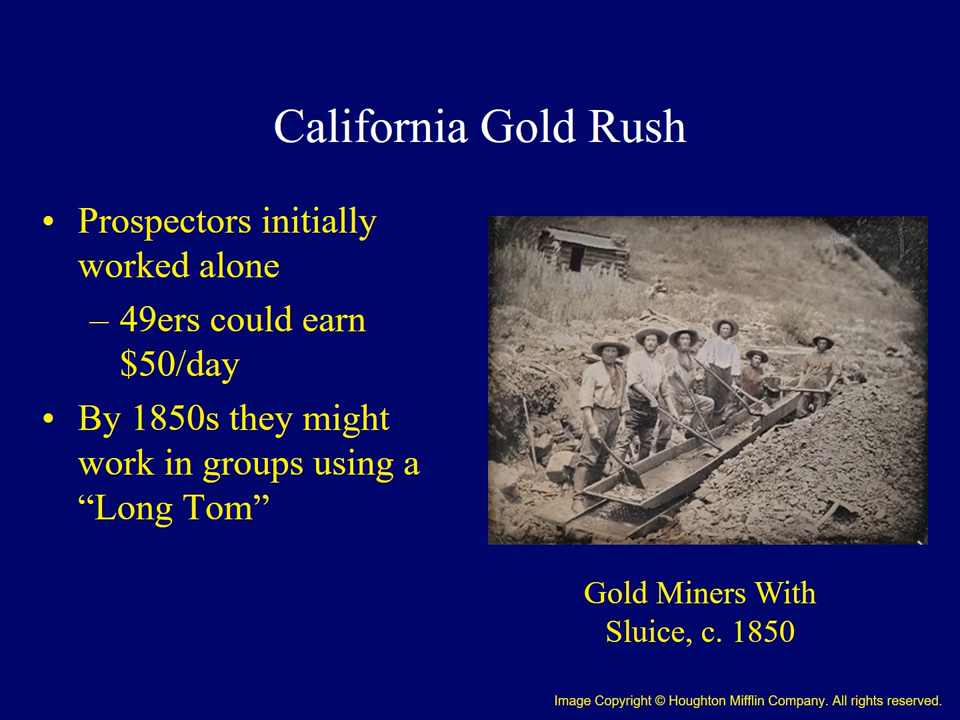 California Gold Rush
• Prospectors initially
worked alone
– 49ers could earn
$50/day
• By 1850s they might
work in groups using a
“Long Tom”
Gold Miners With
Sluice, c. 1850
Image Copyright © Houghton Mifflin Company. All rights reserved.